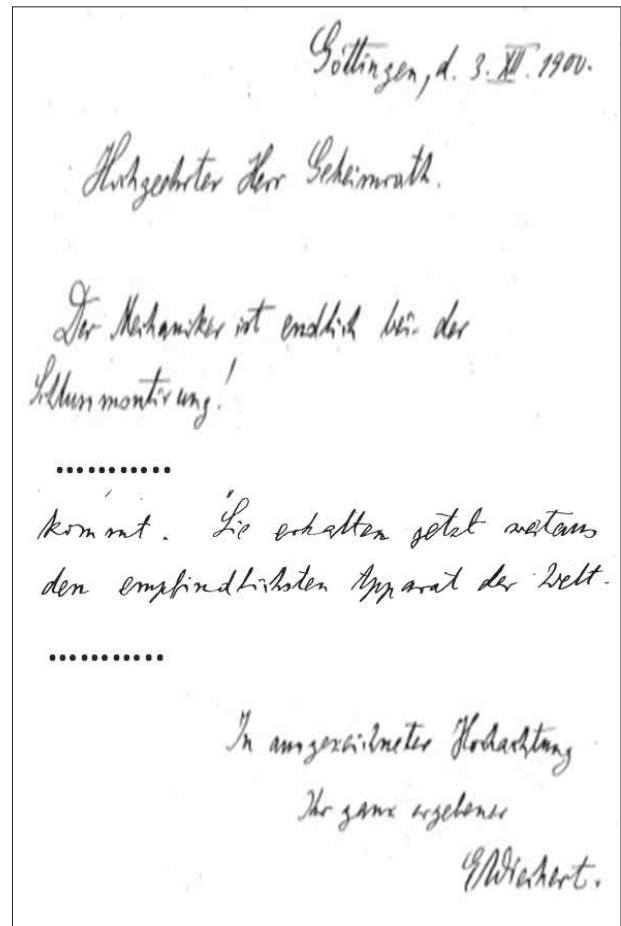 Göttingen, d. 3. XII. 1900.
Hochgeehrter Herr Geheimrath.
Der Mechaniker ist endlich bei der
Schlussmontirung!
...........
kommt. Sie erhalten jetzt weitaus
den empfindlichsten Apparat der Welt.
...........
In ausgezeichneter Hochachtung
Ihr ganz ergebener
E Wiechert.